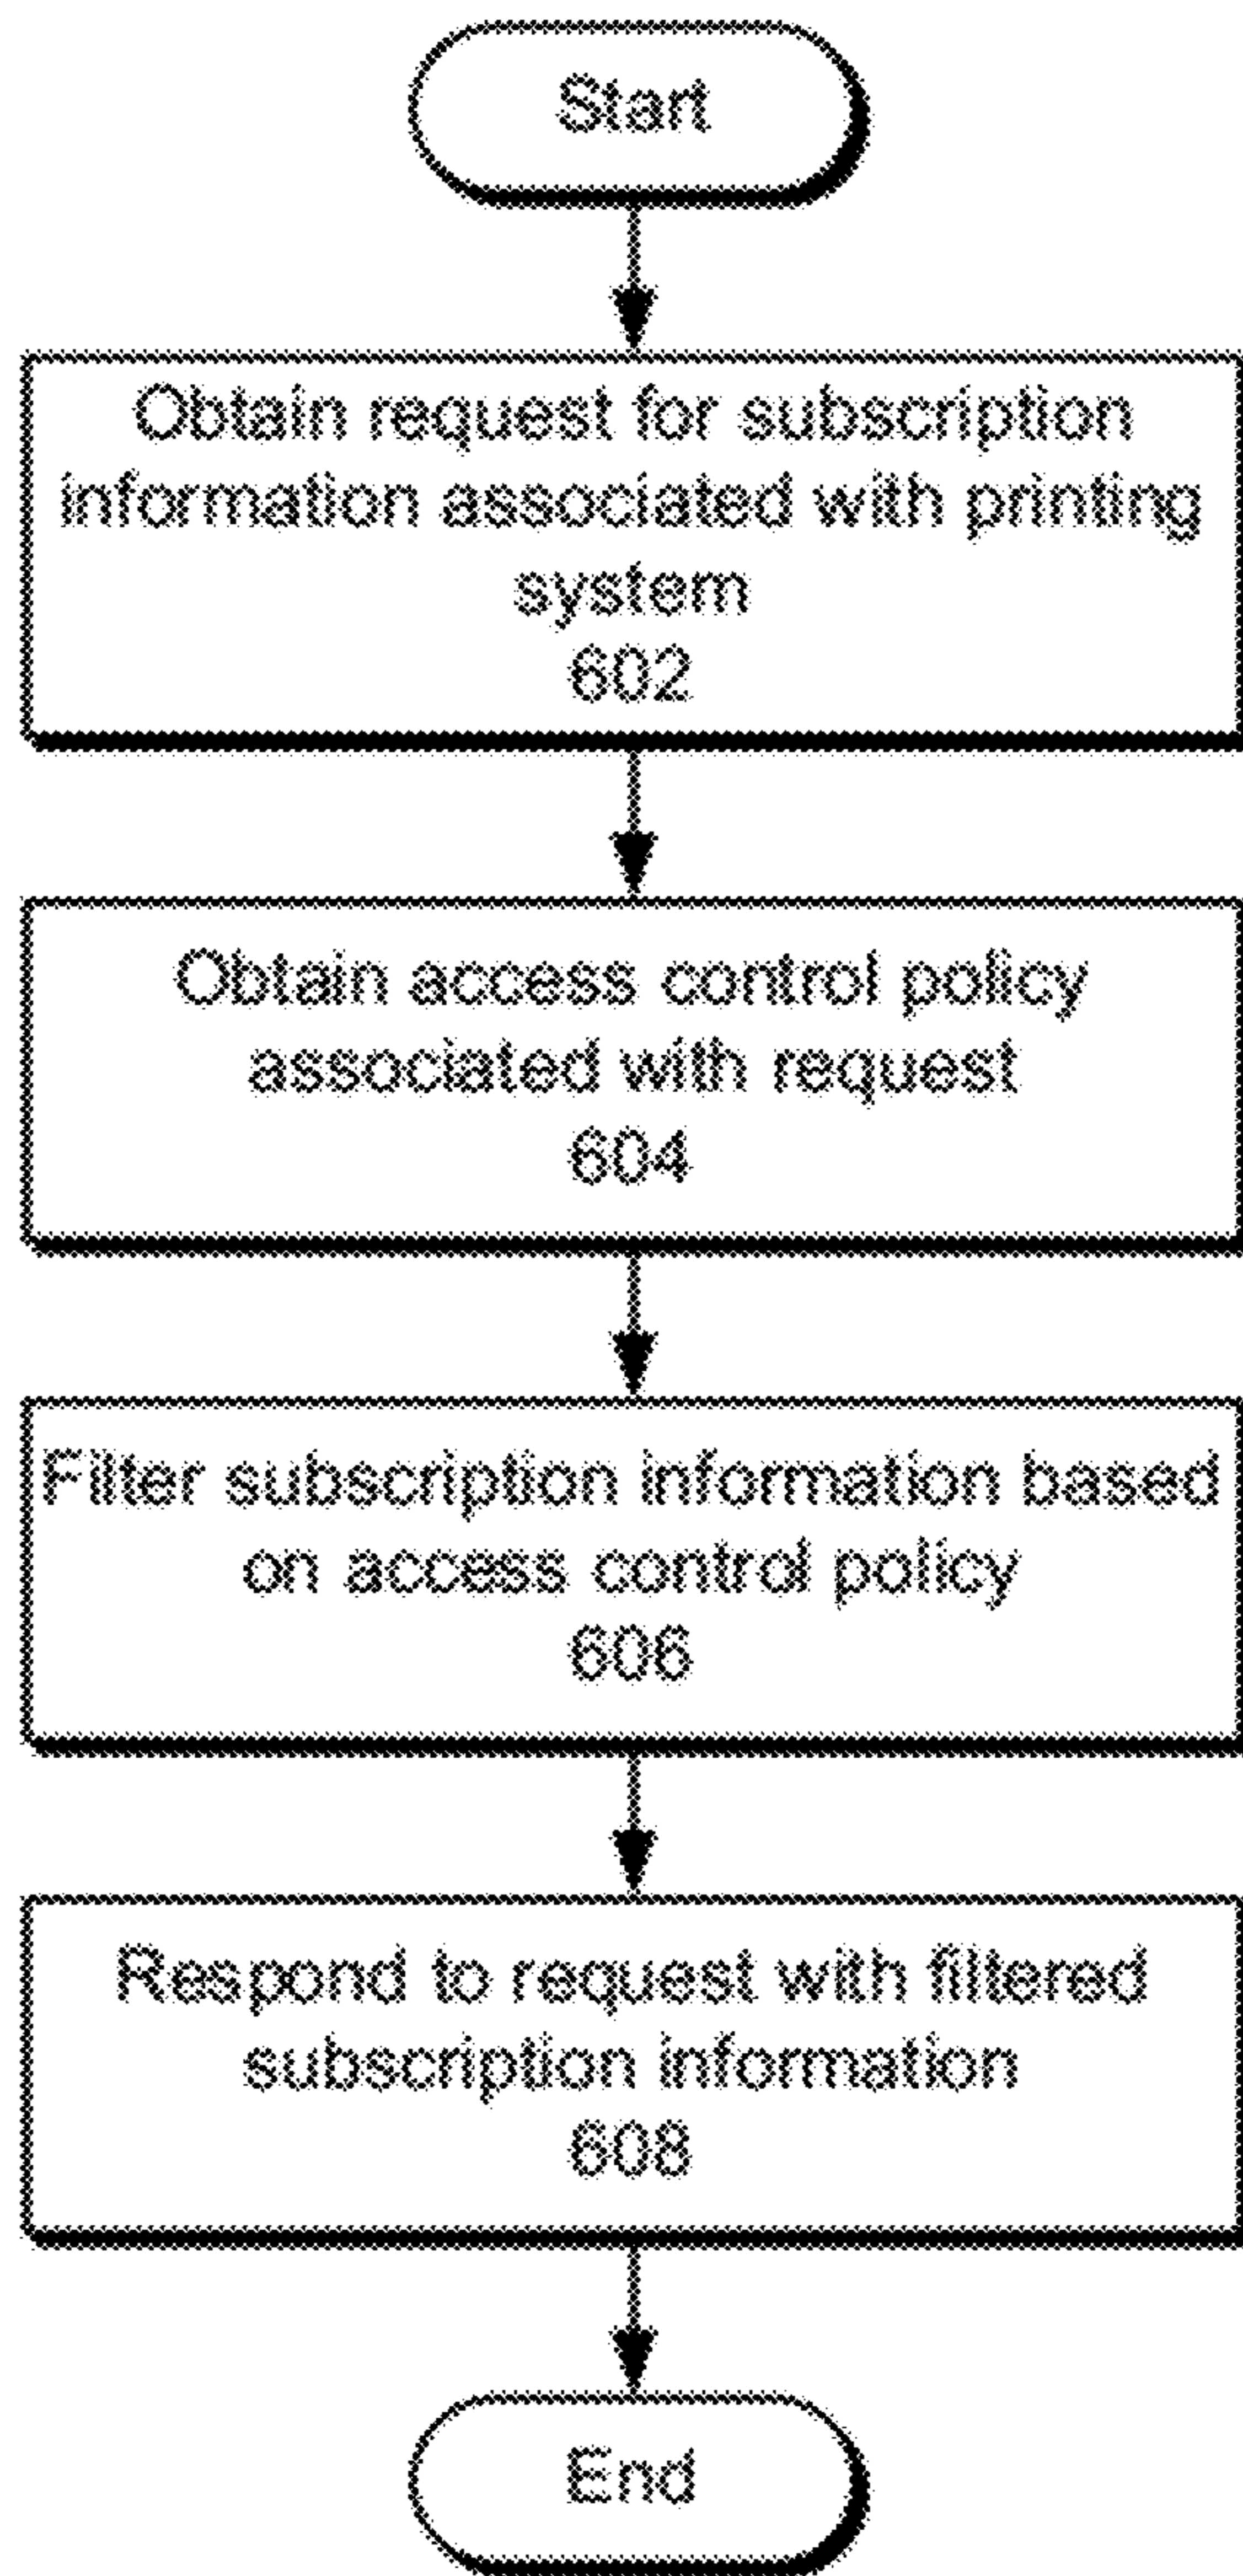 Start
Obtain request for subscription
information associated with printing
system
602
Obtain access control policy
associated with request
604
Filter subscription information based
on access control policy
606
Respond to request with filtered
subscription information
608
End